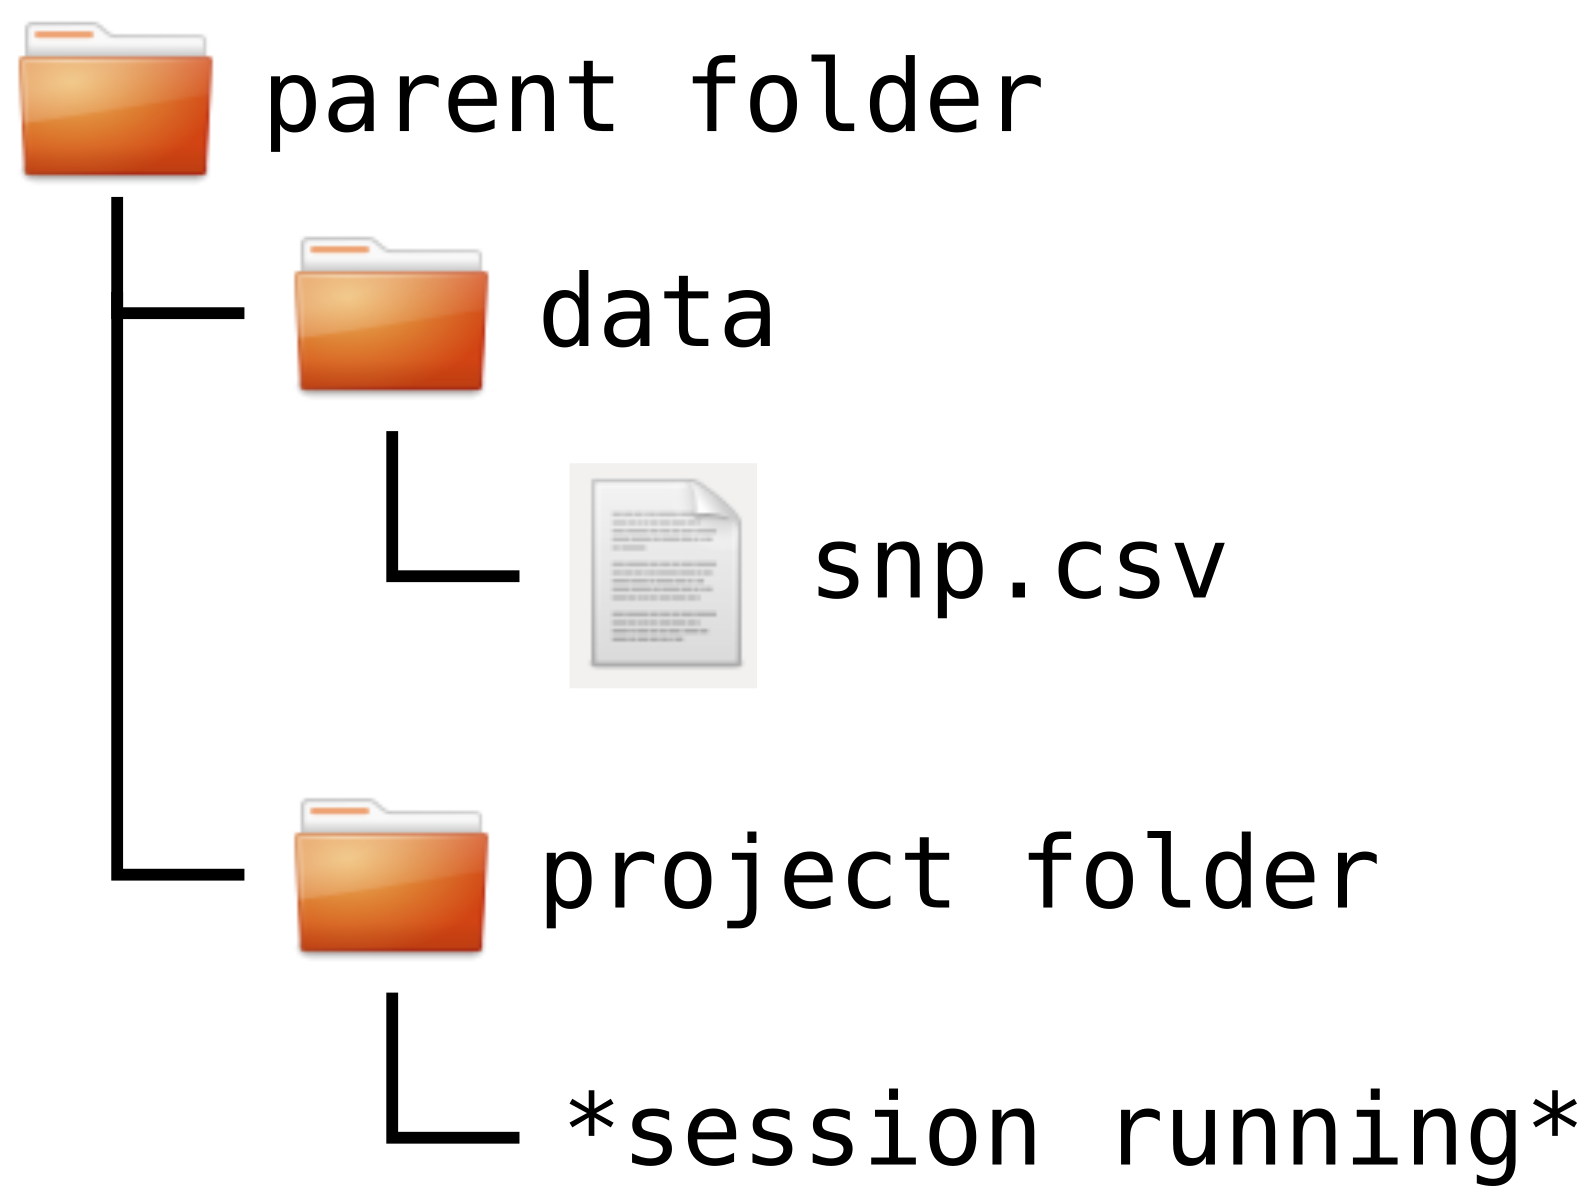 parent folder
data
snp.csv
project folder
*session running*